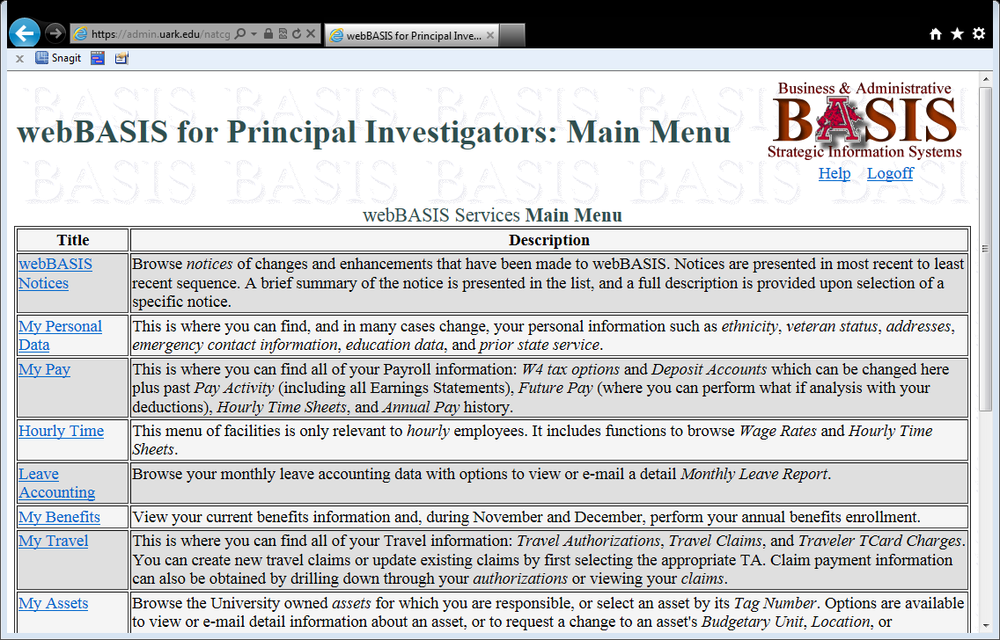 https://admin.uark.edu/natcg
webBASIS for Principal Inve...
Snagit
Business & Administrative
BASIS
Strategic Information Systems
webBASIS for Principal Investigators: Main Menu
Help Logoff
webBASIS Services Main Menu
Title Description
webBASIS Notices
Browse notices of changes and enhancements that have been made to webBASIS. Notices are presented in most recent to least
recent sequence. A brief summary of the notice is presented in the list, and a full description is provided upon selection of a
specific notice.
My Personal Data
This is where you can find, and in many cases change, your personal information such as ethnicity, veteran status, addresses,
emergency contact information, education data, and prior state service.
My Pay
This is where you can find all of your Payroll information: W4 tax options and Deposit Accounts which can be changed here
plus past Pay Activity (including all Earnings Statements), Future Pay (where you can perform what if analysis with your
deductions), Hourly Time Sheets, and Annual Pay history.
Hourly Time
This menu of facilities is only relevant to hourly employees. It includes functions to browse Wage Rates and Hourly Time
Sheets.
Leave Accounting
Browse your monthly leave accounting data with options to view or e-mail a detail Monthly Leave Report.
My Benefits
View your current benefits information and, during November and December, perform your annual benefits enrollment.
My Travel
This is where you can find all of your Travel information: Travel Authorizations, Travel Claims, and Traveler TCard Charges.
You can create new travel claims or update existing claims by first selecting the appropriate TA. Claim payment information
can also be obtained by drilling down through your authorizations or viewing your claims.
My Assets
Browse the University owned assets for which you are responsible, or select an asset by its Tag Number. Options are available
to view or e-mail detail information about an asset, or to request a change to an asset's Budgetary Unit, Location, or